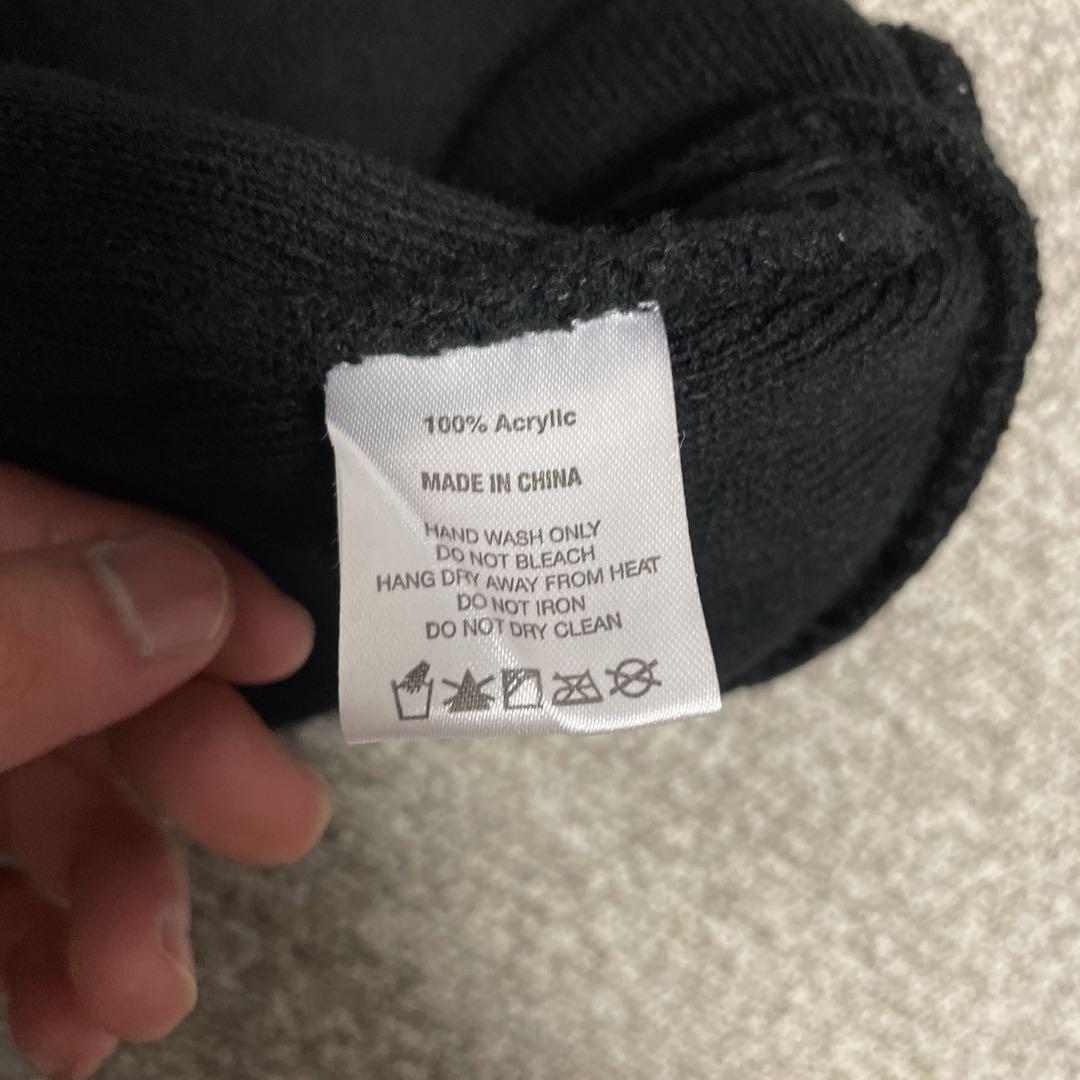 100% Acrylic
MADE IN CHINA
HAND WASH ONLY
DO NOT BLEACH
HANG DRY AWAY FROM HEAT
DO NOT IRON
DO NOT DRY CLEAN